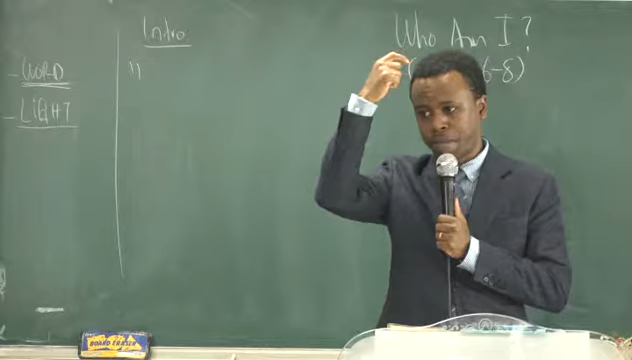 Intro
Who Am I?
6-8)
- WORD
- LIGHT
"
BOARD ERASER